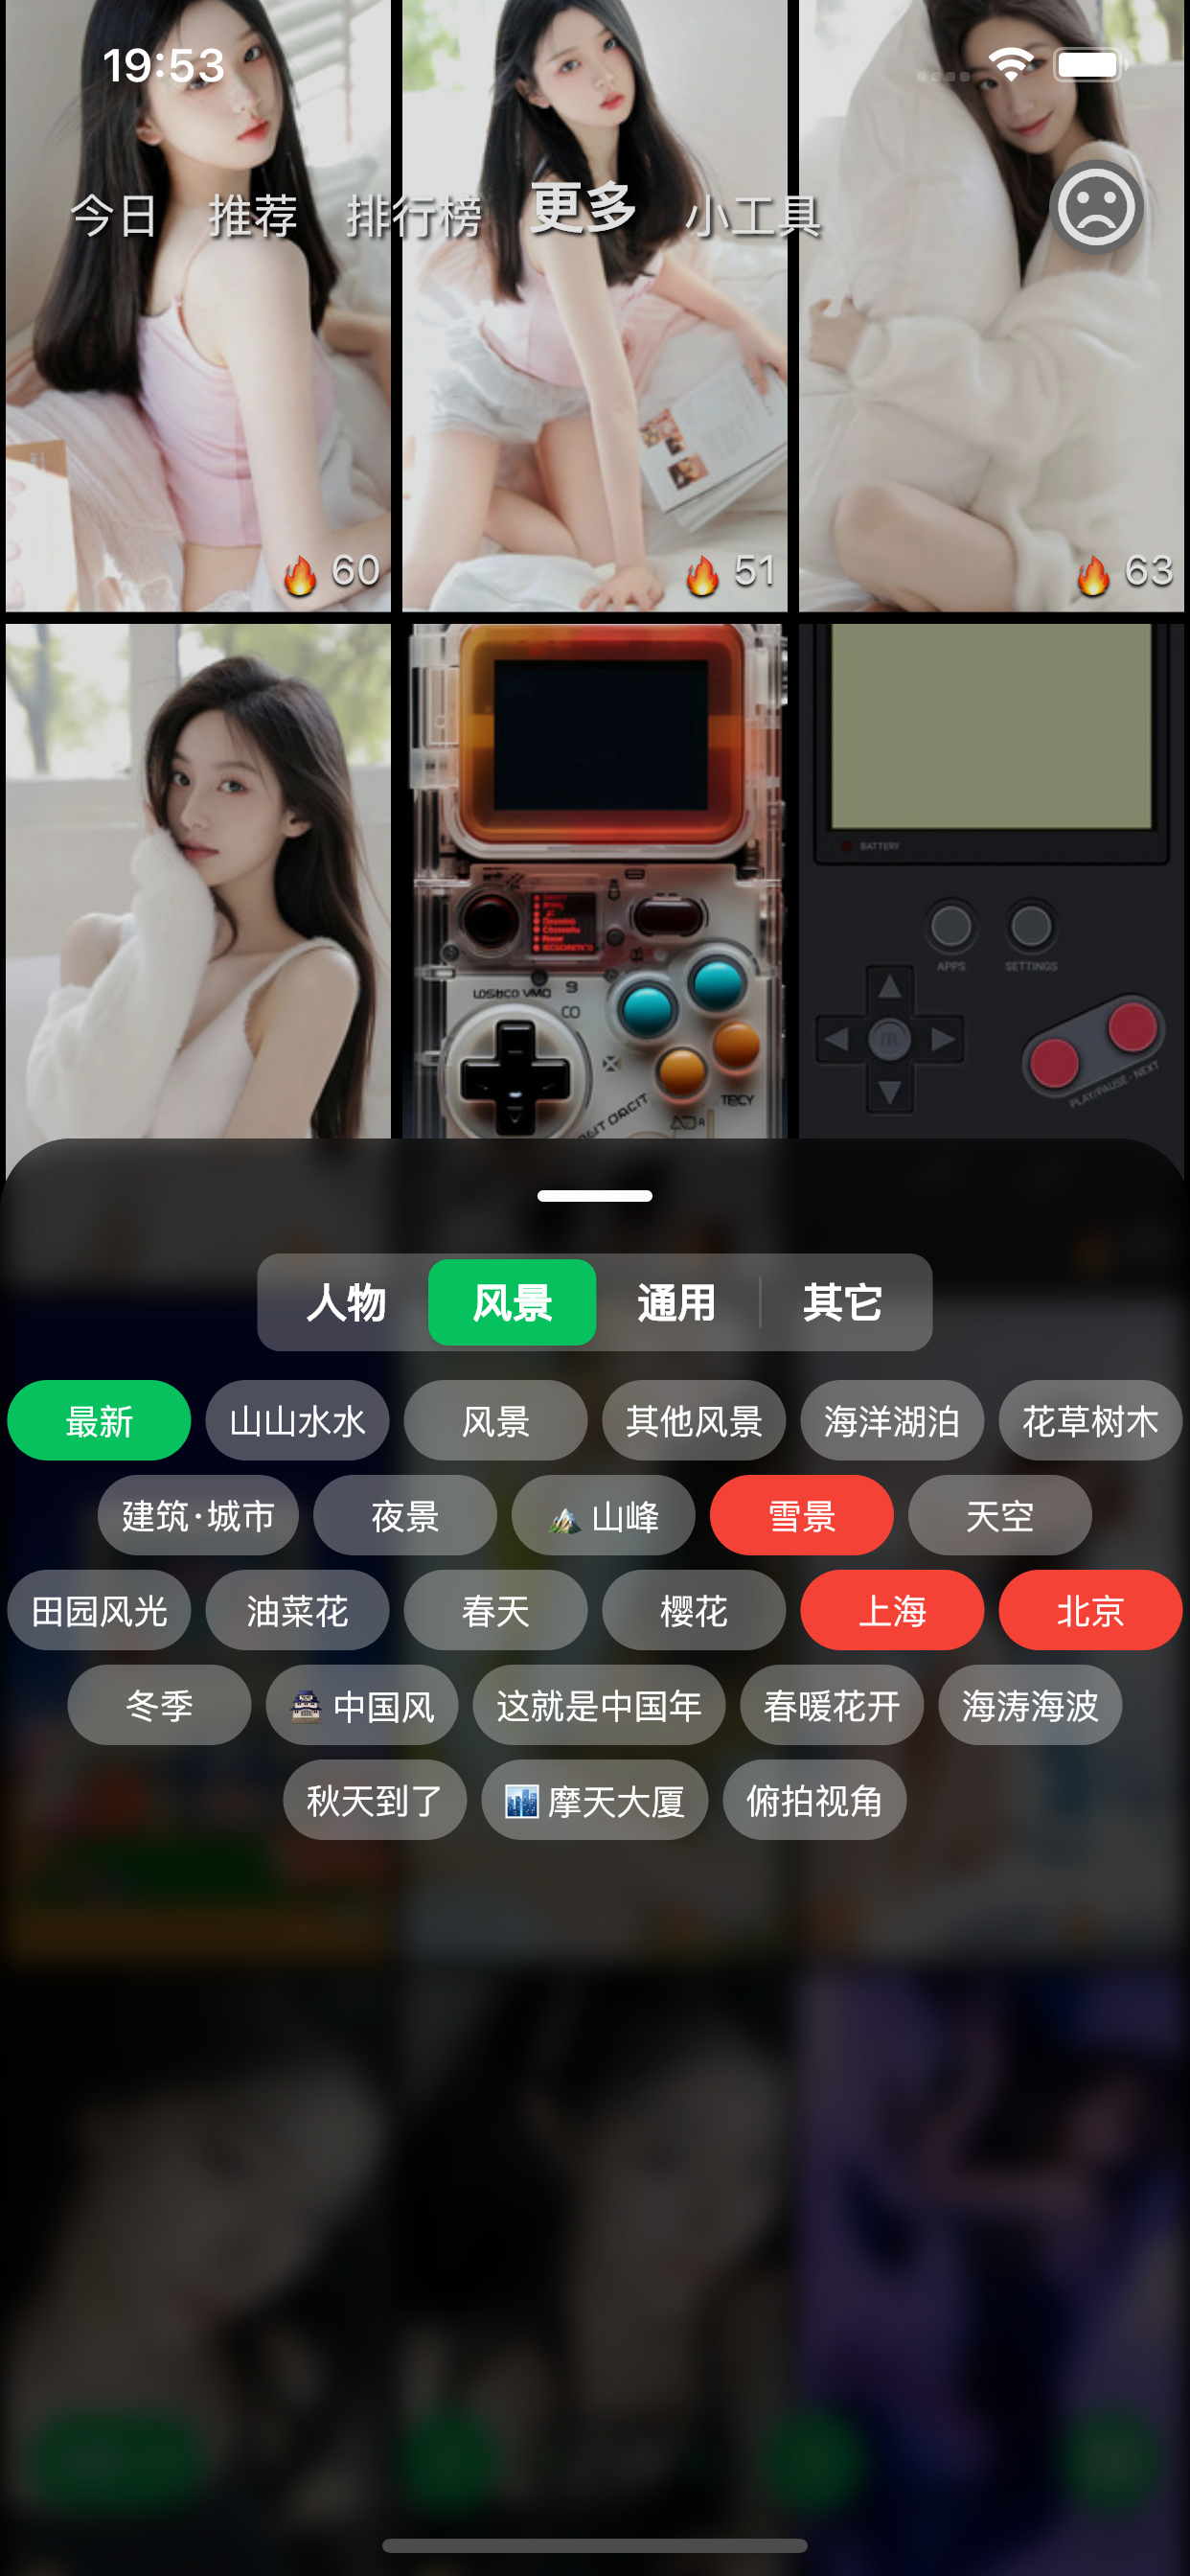 19:53
今日 推荐 排行榜 更多 小工具
🔥 60 🔥 51 🔥 63
BATTERY
APPS SETTINGS
PLAY/PAUSE - NEXT
TECY
人物 风景 通用 其它
最新 山山水水 风景 其他风景 海洋湖泊 花草树木
建筑·城市 夜景 🏔️ 山峰 雪景 天空
田园风光 油菜花 春天 樱花 上海 北京
冬季 🏯 中国风 这就是中国年 春暖花开 海涛海波
秋天到了 🏙️ 摩天大厦 俯拍视角